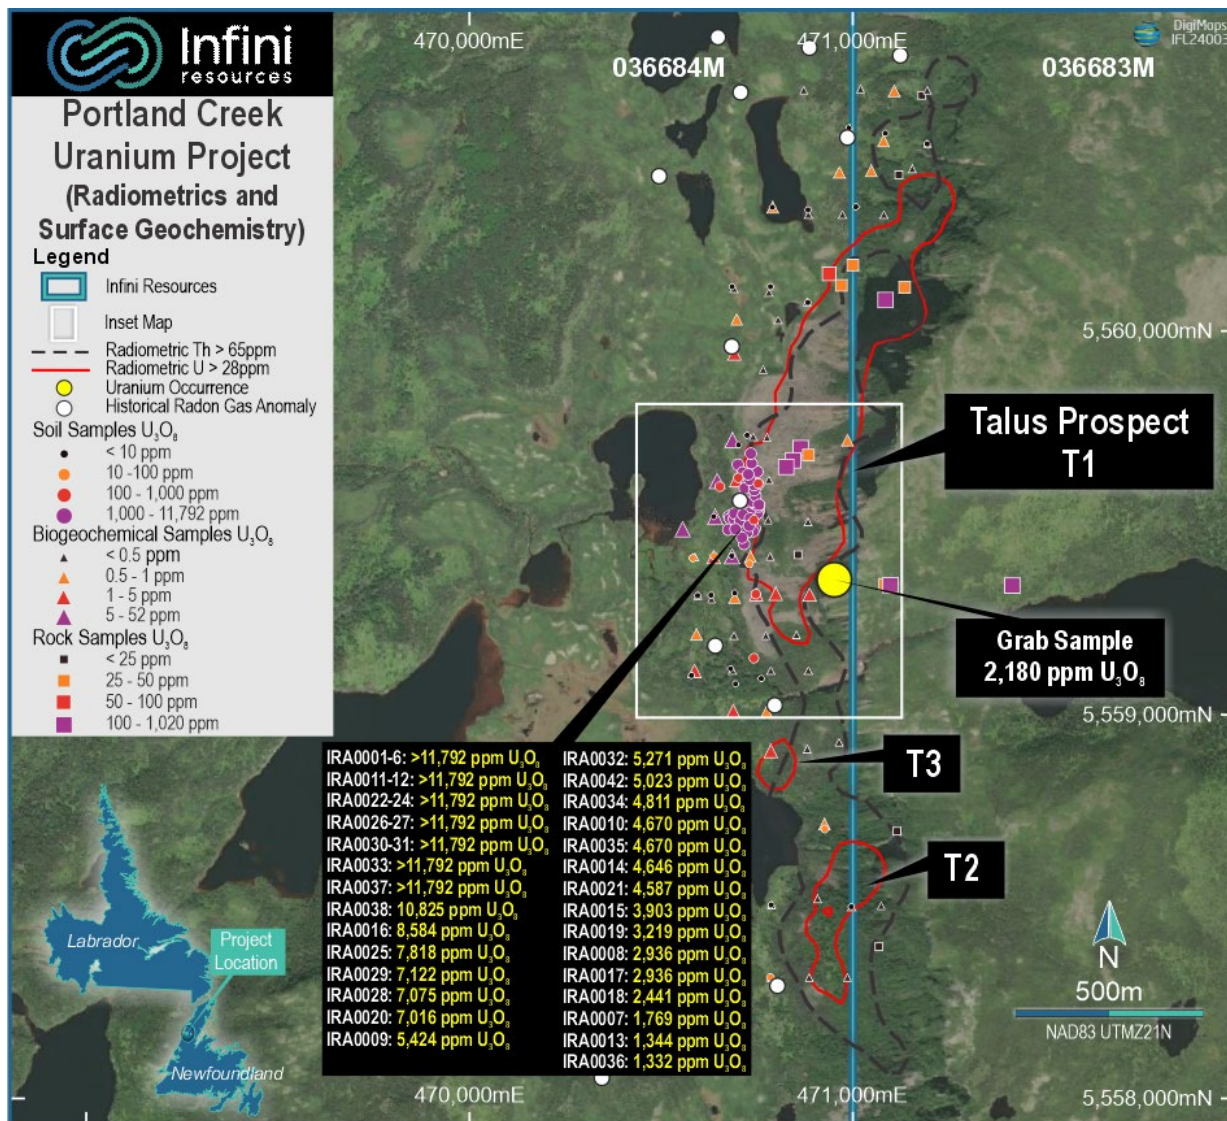 Infini
resources
Portland Creek
Uranium Project
(Radiometrics and
Surface Geochemistry)
Legend
Infini Resources
Inset Map
Radiometric Th > 65ppm
Radiometric U > 28ppm
Uranium Occurrence
Historical Radon Gas Anomaly
Soil Samples U₃O₈
< 10 ppm
10 -100 ppm
100 - 1,000 ppm
1,000 - 11,792 ppm
Biogeochemical Samples U₃O₈
< 0.5 ppm
0.5 - 1 ppm
1 - 5 ppm
5 - 52 ppm
Rock Samples U₃O₈
< 25 ppm
25 - 50 ppm
50 - 100 ppm
100 - 1,020 ppm
470,000mE
471,000mE
DigiMaps
IFL24003
036684M
036683M
5,560,000mN
Talus Prospect
T1
Grab Sample
2,180 ppm U₃O₈
5,559,000mN
T3
T2
IRA0001-6: >11,792 ppm U₃O₈
IRA0011-12: >11,792 ppm U₃O₈
IRA0022-24: >11,792 ppm U₃O₈
IRA0026-27: >11,792 ppm U₃O₈
IRA0030-31: >11,792 ppm U₃O₈
IRA0033: >11,792 ppm U₃O₈
IRA0037: >11,792 ppm U₃O₈
IRA0038: 10,825 ppm U₃O₈
IRA0016: 8,584 ppm U₃O₈
IRA0025: 7,818 ppm U₃O₈
IRA0029: 7,122 ppm U₃O₈
IRA0028: 7,075 ppm U₃O₈
IRA0020: 7,016 ppm U₃O₈
IRA0009: 5,424 ppm U₃O₈
IRA0032: 5,271 ppm U₃O₈
IRA0042: 5,023 ppm U₃O₈
IRA0034: 4,811 ppm U₃O₈
IRA0010: 4,670 ppm U₃O₈
IRA0035: 4,670 ppm U₃O₈
IRA0014: 4,646 ppm U₃O₈
IRA0021: 4,587 ppm U₃O₈
IRA0015: 3,903 ppm U₃O₈
IRA0019: 3,219 ppm U₃O₈
IRA0008: 2,936 ppm U₃O₈
IRA0017: 2,936 ppm U₃O₈
IRA0018: 2,441 ppm U₃O₈
IRA0007: 1,769 ppm U₃O₈
IRA0013: 1,344 ppm U₃O₈
IRA0036: 1,332 ppm U₃O₈
Labrador
Project
Location
Newfoundland
N
500m
NAD83 UTMZ21N
470,000mE
471,000mE
5,558,000mN